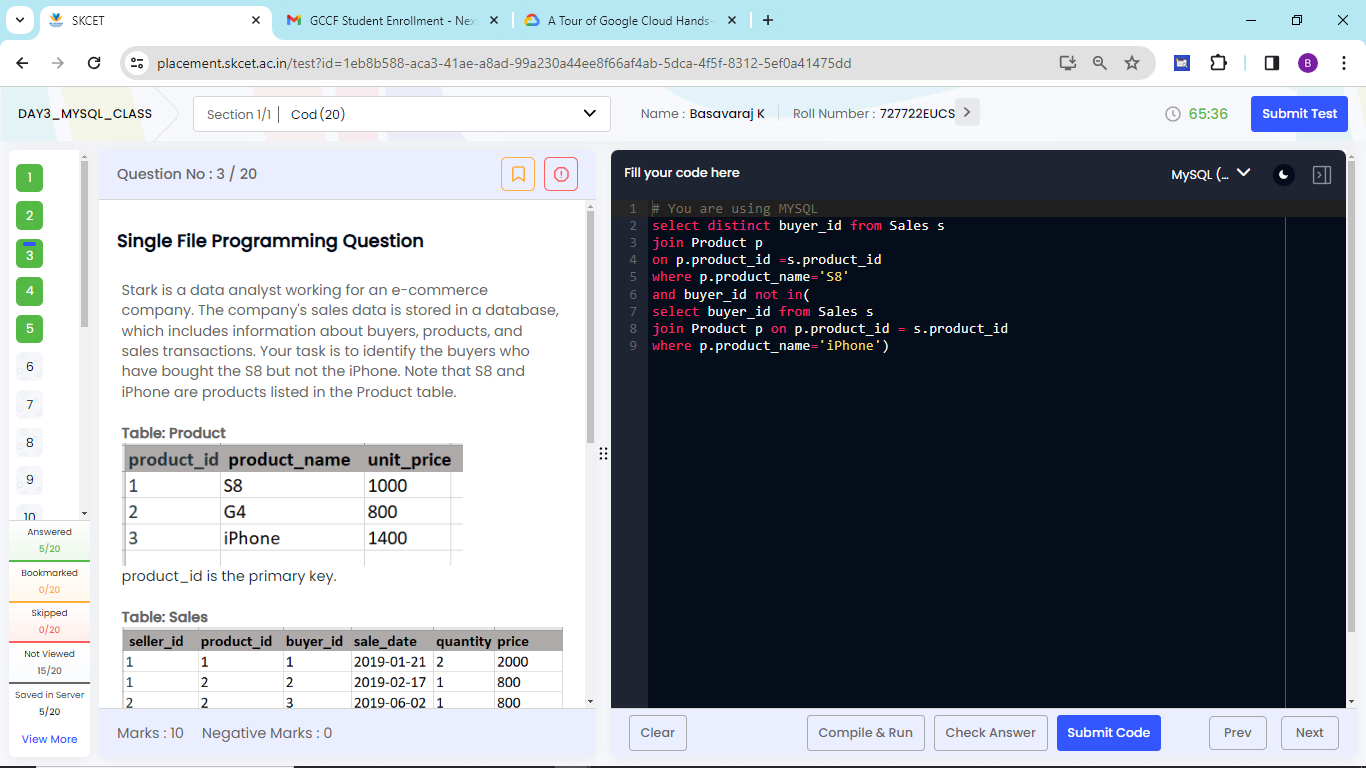 SKCET
GCCF Student Enrollment - Nex
A Tour of Google Cloud Hands-
placement.skcet.ac.in/test?id=1eb8b588-aca3-41ae-a8ad-99a230a44ee8f66af4ab-5dca-4f5f-8312-5ef0a41475dd
B
DAY3_MYSQL_CLASS
Section 1/1 | Cod (20)
Name : Basavaraj K
Roll Number : 727722EUCS
65:36
Submit Test
1
2
3
4
5
6
7
8
9
10
Answered
5/20
Bookmarked
0/20
Skipped
0/20
Not Viewed
15/20
Saved in Server
5/20
View More
Question No : 3 / 20
Single File Programming Question
Stark is a data analyst working for an e-commerce
company. The company's sales data is stored in a database,
which includes information about buyers, products, and
sales transactions. Your task is to identify the buyers who
have bought the S8 but not the iPhone. Note that S8 and
iPhone are products listed in the Product table.
Table: Product
product_id product_name unit_price
1 S8 1000
2 G4 800
3 iPhone 1400
product_id is the primary key.
Table: Sales
seller_id product_id buyer_id sale_date quantity price
1 1 1 2019-01-21 2 2000
1 2 2 2019-02-17 1 800
2 2 3 2019-06-02 1 800
Marks : 10 Negative Marks : 0
Fill your code here
MySQL (...
1 # You are using MYSQL
2 select distinct buyer_id from Sales s
3 join Product p
4 on p.product_id =s.product_id
5 where p.product_name='S8'
6 and buyer_id not in(
7 select buyer_id from Sales s
8 join Product p on p.product_id = s.product_id
9 where p.product_name='iPhone')
Clear
Compile & Run
Check Answer
Submit Code
Prev
Next